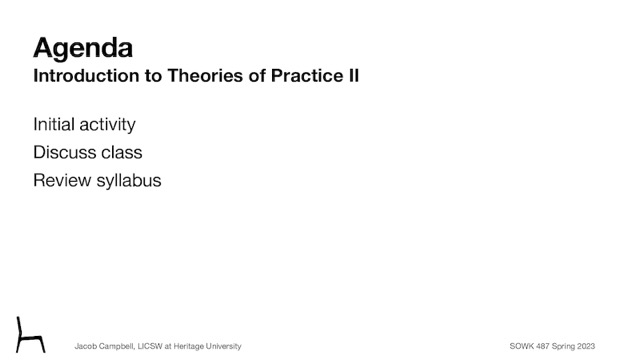 Agenda
Introduction to Theories of Practice II
Initial activity
Discuss class
Review syllabus
Jacob Campbell, LICSW at Heritage University
SOWK 487 Spring 2023